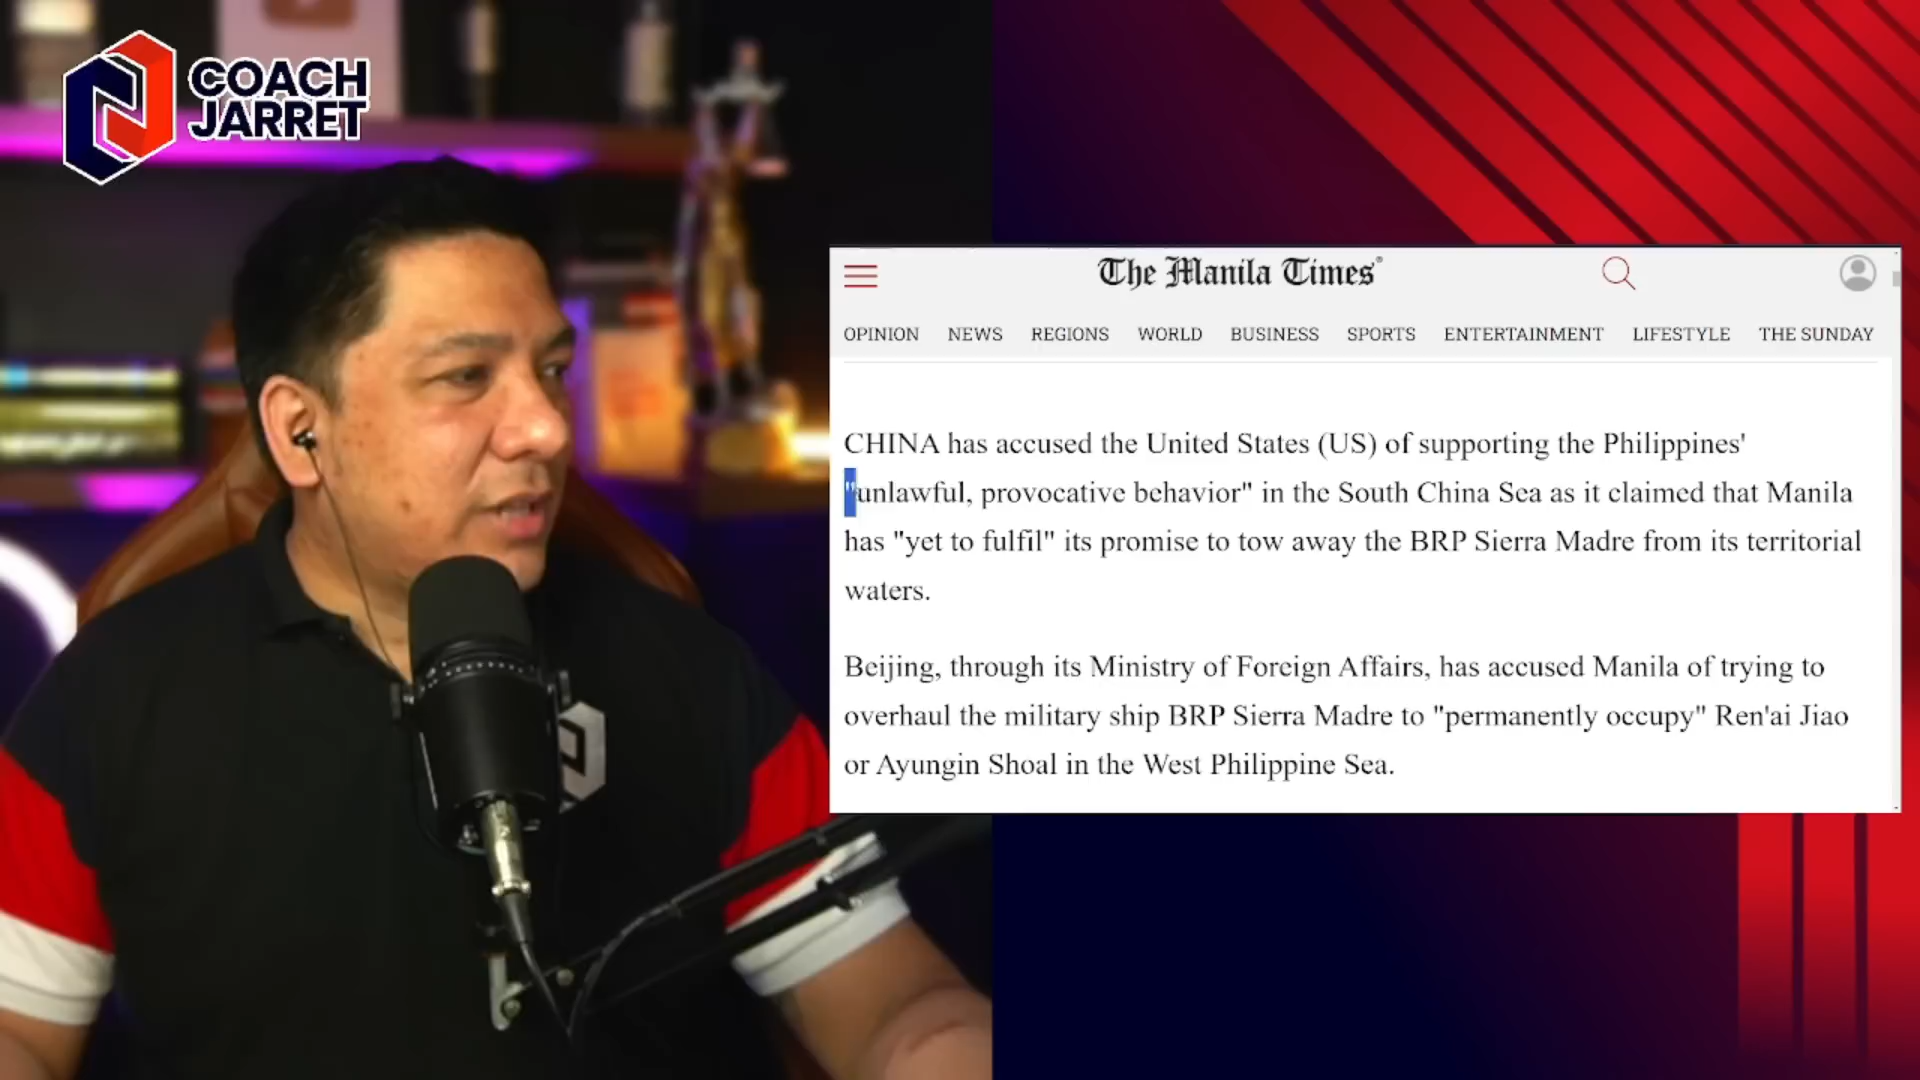 COACH
JARRET
The Manila Times
OPINION NEWS REGIONS WORLD BUSINESS SPORTS ENTERTAINMENT LIFESTYLE THE SUNDAY
CHINA has accused the United States (US) of supporting the Philippines'
"unlawful, provocative behavior" in the South China Sea as it claimed that Manila
has "yet to fulfil" its promise to tow away the BRP Sierra Madre from its territorial
waters.
Beijing, through its Ministry of Foreign Affairs, has accused Manila of trying to
overhaul the military ship BRP Sierra Madre to "permanently occupy" Ren'ai Jiao
or Ayungin Shoal in the West Philippine Sea.